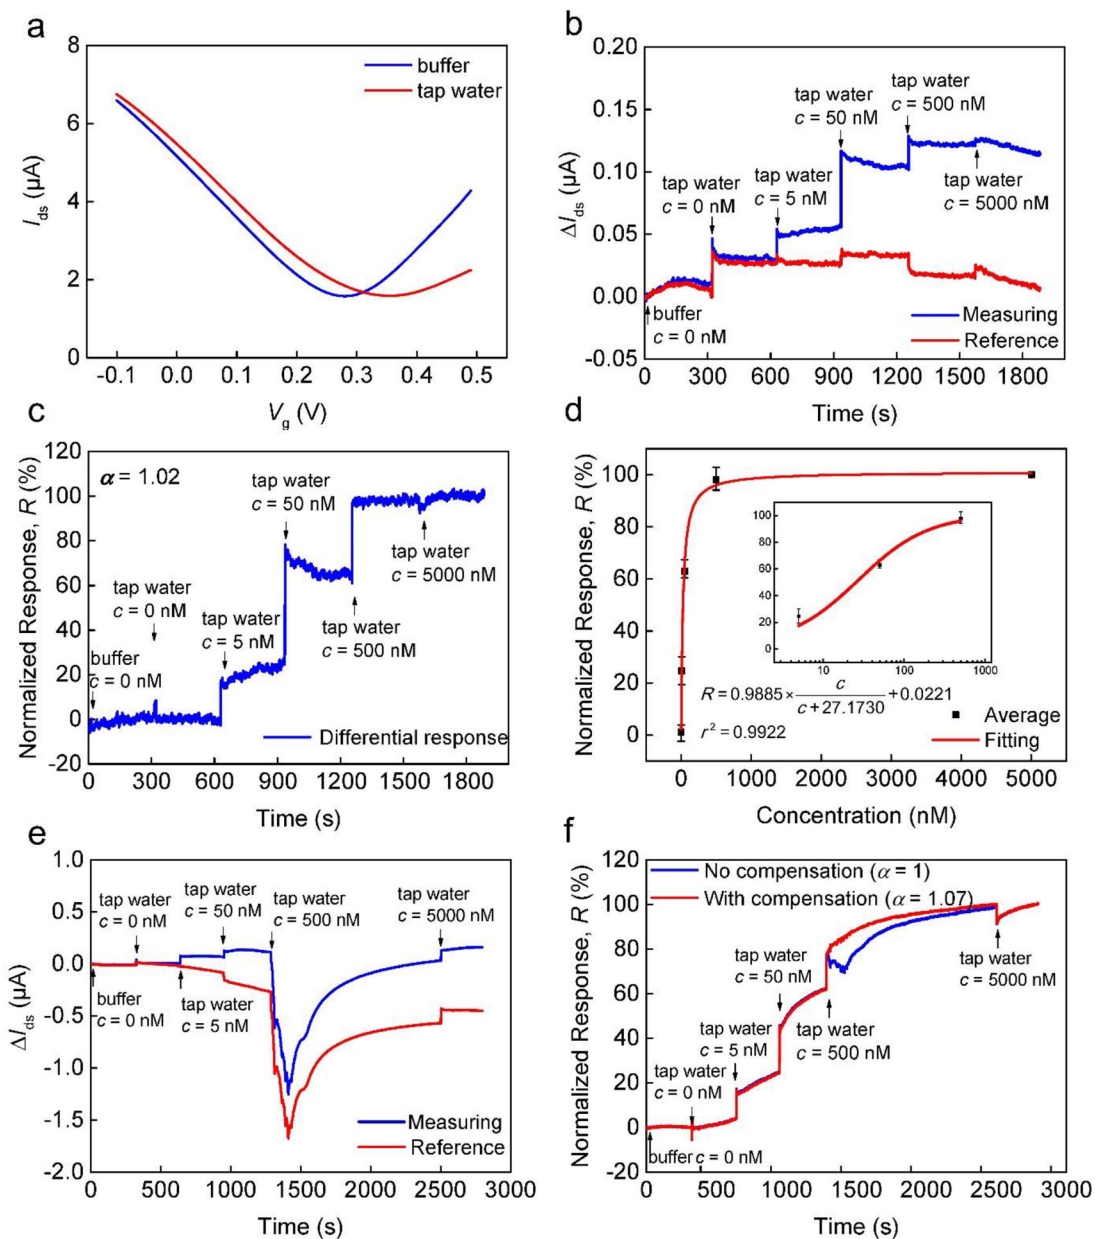 a
8
6
4
2
0
I_ds (μA)
buffer
tap water
-0.1 0.0 0.1 0.2 0.3 0.4 0.5
V_g (V)
b
0.20
0.15
0.10
0.05
0.00
-0.05
ΔI_ds (μA)
tap water
c = 0 nM
tap water
c = 5 nM
tap water
c = 50 nM
tap water
c = 500 nM
tap water
c = 5000 nM
buffer
c = 0 nM
Measuring
Reference
0 300 600 900 1200 1500 1800
Time (s)
c
120
100
80
60
40
20
0
-20
Normalized Response, R (%)
α = 1.02
buffer
c = 0 nM
tap water
c = 0 nM
tap water
c = 5 nM
tap water
c = 50 nM
tap water
c = 500 nM
tap water
c = 5000 nM
Differential response
0 300 600 900 1200 1500 1800
Time (s)
d
100
80
60
40
20
0
Normalized Response, R (%)
100
80
60
40
20
0
10 100 1000
R = 0.9885 × c / (c + 27.1730) + 0.0221
r² = 0.9922
Average
Fitting
0 1000 2000 3000 4000 5000
Concentration (nM)
e
1.0
0.5
0.0
-0.5
-1.0
-1.5
-2.0
ΔI_ds (μA)
tap water
c = 0 nM
tap water
c = 50 nM
tap water
c = 500 nM
tap water
c = 5000 nM
buffer
c = 0 nM
tap water
c = 5 nM
Measuring
Reference
0 500 1000 1500 2000 2500 3000
Time (s)
f
120
100
80
60
40
20
0
-20
Normalized Response, R (%)
No compensation (α = 1)
With compensation (α = 1.07)
tap water
c = 50 nM
tap water
c = 5 nM
tap water
c = 0 nM
tap water
c = 500 nM
tap water
c = 5000 nM
buffer c = 0 nM
0 500 1000 1500 2000 2500 3000
Time (s)